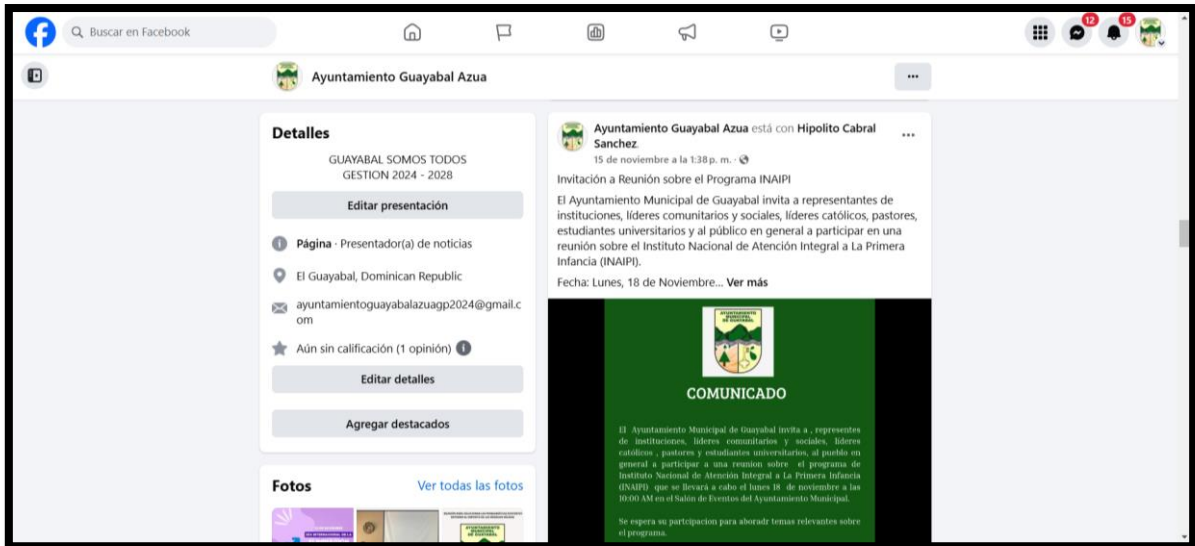 Buscar en Facebook
12
15
Ayuntamiento Guayabal Azua
Detalles
GUAYABAL SOMOS TODOS
GESTION 2024 - 2028
Editar presentación
Página · Presentador(a) de noticias
El Guayabal, Dominican Republic
ayuntamientoguayabalazuagp2024@gmail.c
om
Aún sin calificación (1 opinión)
Editar detalles
Agregar destacados
Fotos
Ver todas las fotos
Ayuntamiento Guayabal Azua está con Hipolito Cabral
Sanchez.
15 de noviembre a la 1:38 p. m. ·
Invitación a Reunión sobre el Programa INAIPI
El Ayuntamiento Municipal de Guayabal invita a representantes de
instituciones, líderes comunitarios y sociales, líderes católicos, pastores,
estudiantes universitarios y al público en general a participar en una
reunión sobre el Instituto Nacional de Atención Integral a La Primera
Infancia (INAIPI).
Fecha: Lunes, 18 de Noviembre... Ver más
AYUNTAMIENTO
MUNICIPAL
DE GUAYABAL
COMUNICADO
El Ayuntamiento Municipal de Guayabal invita a , representes
de instituciones, líderes comunitarios y sociales, líderes
católicos , pastores y estudiantes universitarios, al pueblo en
general a participar a una reunion sobre el programa de
Instituto Nacional de Atención Integral a La Primera Infancia
(INAIPI) que se llevará a cabo el lunes 18 de noviembre a las
10:00 AM en el Salón de Eventos del Ayuntamiento Municipal.
Se espera su partcipacion para aboradr temas relevantes sobre
el programa.